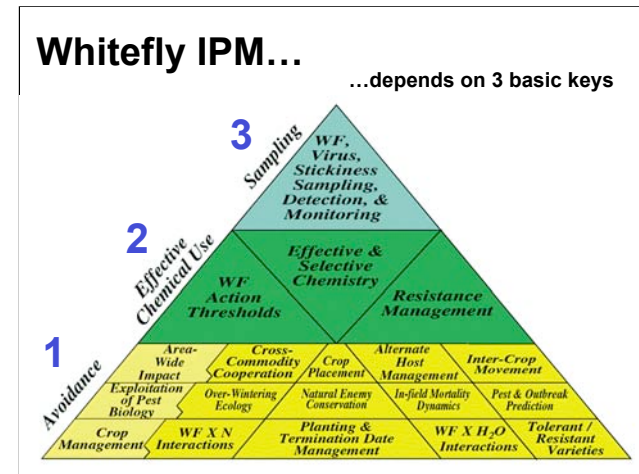 Whitefly IPM…
…depends on 3 basic keys
3
Sampling
WF,
Virus,
Stickiness
Sampling,
Detection, &
Monitoring
2
Effective
Chemical Use
WF
Action
Thresholds
Effective &
Selective
Chemistry
Resistance
Management
1
Avoidance
Area-
Wide
Impact
Cross-
Commodity
Cooperation
Crop
Placement
Alternate
Host
Management
Inter-Crop
Movement
Exploitation
of Pest
Biology
Over-Wintering
Ecology
Natural Enemy
Conservation
In-field Mortality
Dynamics
Pest & Outbreak
Prediction
Crop
Management
WF X N
Interactions
Planting &
Termination Date
Management
WF X H₂O
Interactions
Tolerant /
Resistant
Varieties